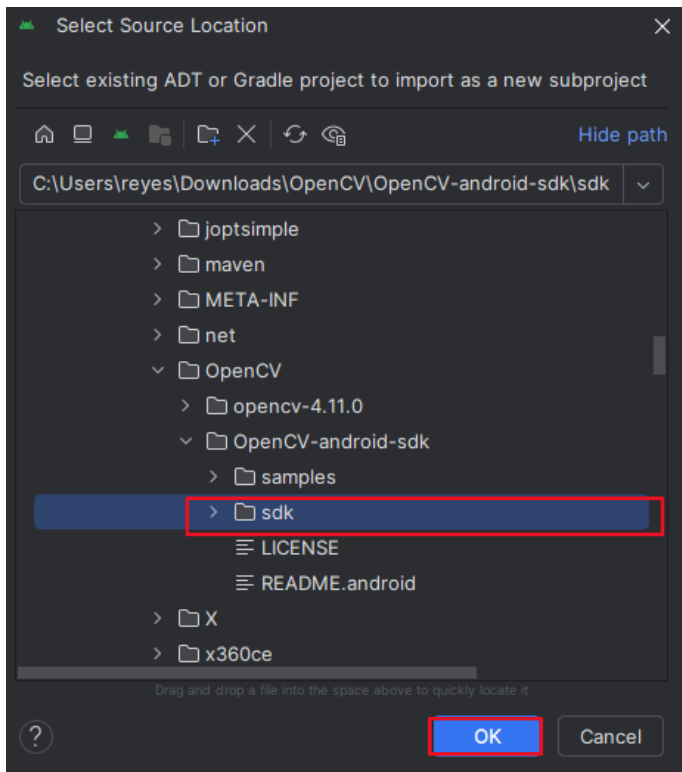 Select Source Location
Select existing ADT or Gradle project to import as a new subproject
Hide path
C:\Users\reyes\Downloads\OpenCV\OpenCV-android-sdk\sdk
joptsimple
maven
META-INF
net
OpenCV
opencv-4.11.0
OpenCV-android-sdk
samples
sdk
LICENSE
README.android
X
x360ce
Drag and drop a file into the space above to quickly locate it
? OK Cancel